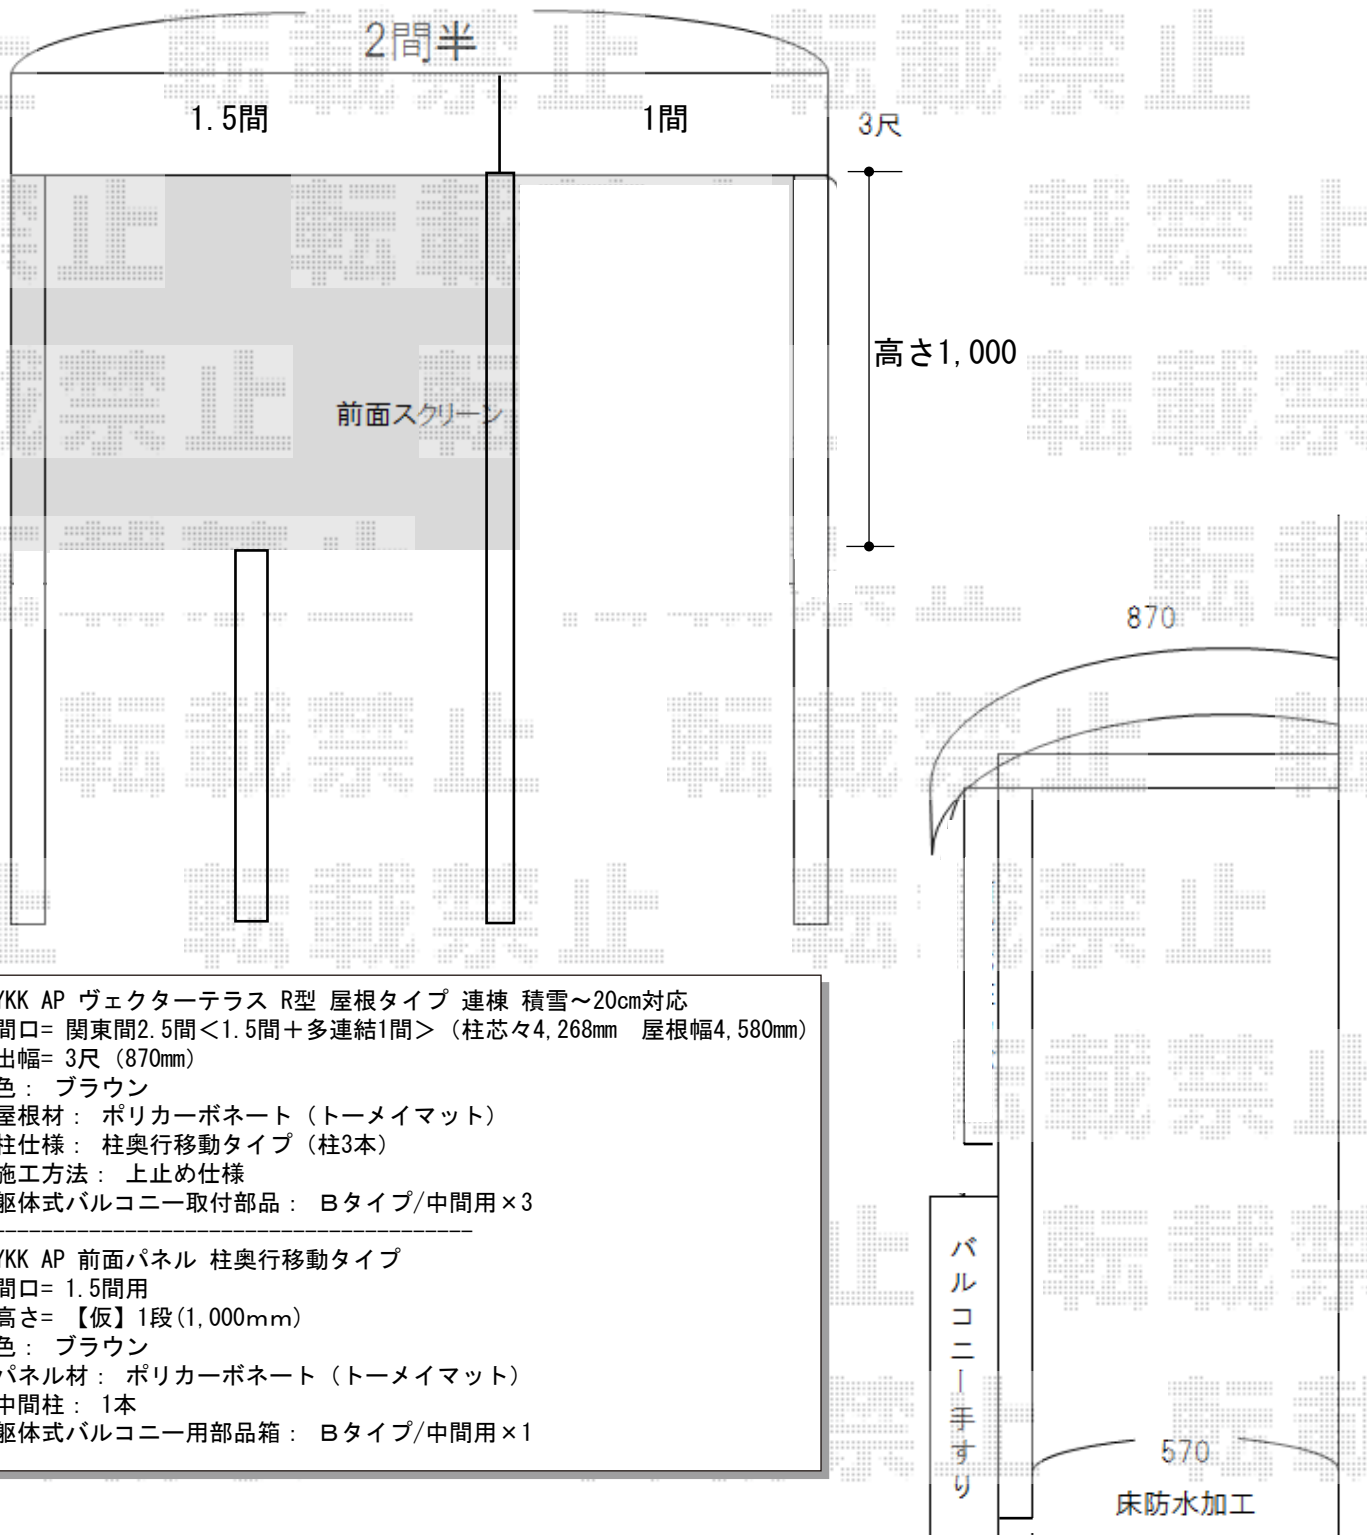 2間半
1.5間
1間
3尺
高さ1,000
前面スクリーン
870
YKK AP ヴェクターテラス R型 屋根タイプ 連棟 積雪～20cm対応
間口= 関東間2.5間＜1.5間＋多連結1間＞（柱芯々4,268mm 屋根幅4,580mm）
出幅= 3尺（870mm）
色： ブラウン
屋根材： ポリカーボネート（トーメイマット）
柱仕様： 柱奥行移動タイプ（柱3本）
施工方法： 上止め仕様
躯体式バルコニー取付部品： Ｂタイプ/中間用×3
----------------------------------------
YKK AP 前面パネル 柱奥行移動タイプ
間口= 1.5間用
高さ= 【仮】1段(1,000mm)
色： ブラウン
パネル材： ポリカーボネート（トーメイマット）
中間柱： 1本
躯体式バルコニー用部品箱： Ｂタイプ/中間用×1
バルコニー手すり
570
床防水加工
転載禁止